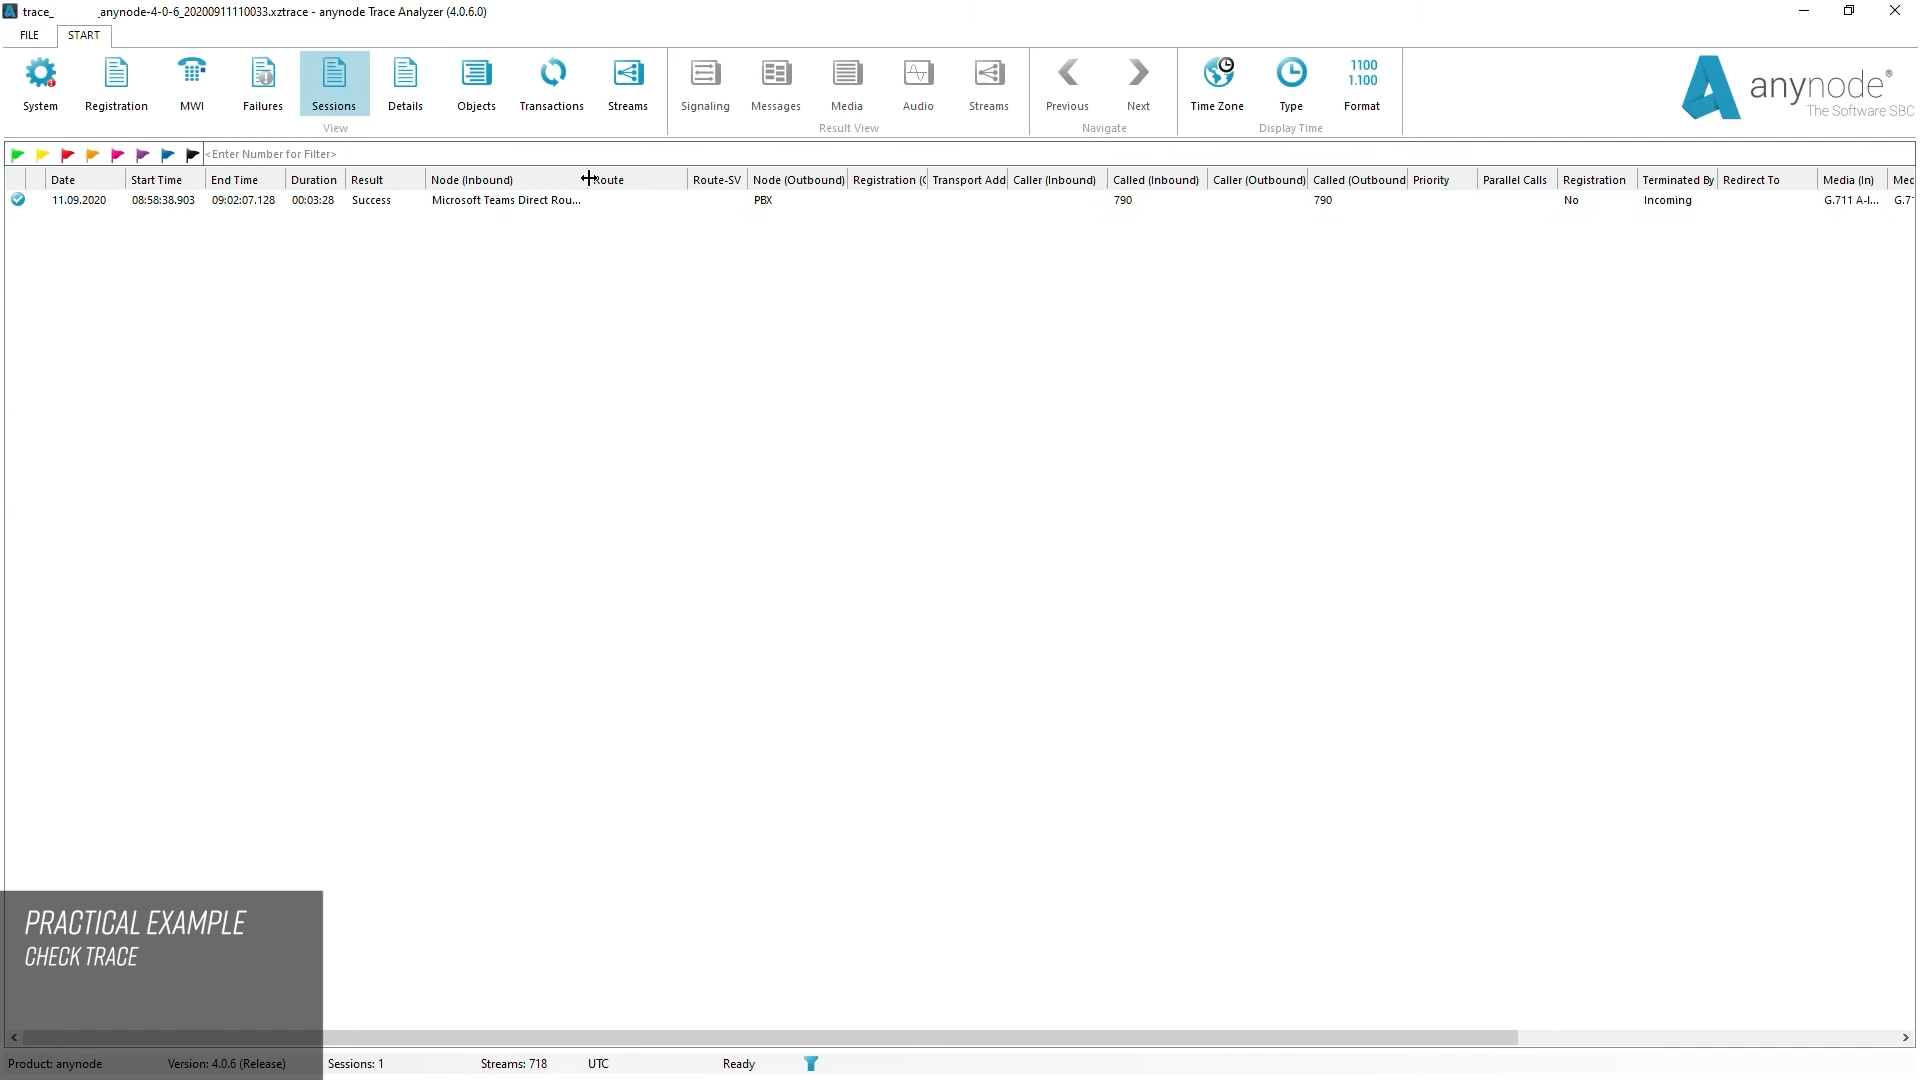 trace_ _anynode-4-0-6_20200911110033.xztrace - anynode Trace Analyzer (4.0.6.0)
FILE START
1100
1.100
System Registration MWI Failures Sessions Details Objects Transactions Streams Signaling Messages Media Audio Streams Previous Next Time Zone Type Format
View Result View Navigate Display Time
anynode®
The Software SBC
<Enter Number for Filter>
Date Start Time End Time Duration Result Node (Inbound) Route Route-SV Node (Outbound) Registration (C Transport Add Caller (Inbound) Called (Inbound) Caller (Outbound) Called (Outbound Priority Parallel Calls Registration Terminated By Redirect To Media (In) Mec
11.09.2020 08:58:38.903 09:02:07.128 00:03:28 Success Microsoft Teams Direct Rou... PBX 790 790 No Incoming G.711 A-l... G.7
PRACTICAL EXAMPLE
CHECK TRACE
Product: anynode Version: 4.0.6 (Release) Sessions: 1 Streams: 718 UTC Ready